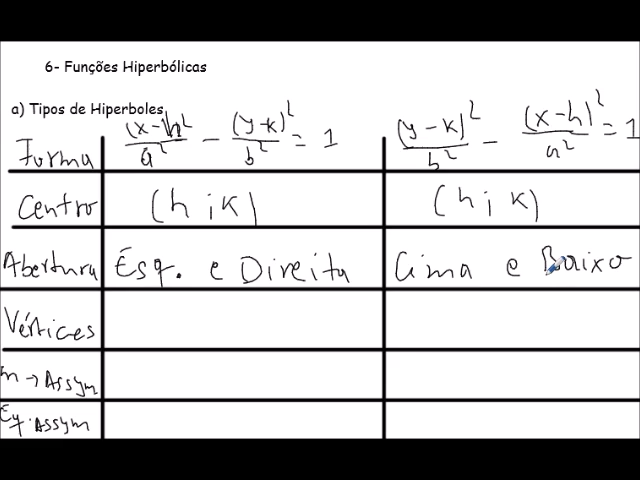 6- Funções Hiperbólicas
a) Tipos de Hiperboles
Forma (x-h)²/a² - (y-k)²/b² = 1 (y-k)²/b² - (x-h)²/a² = 1
Centro (h;k) (h;k)
Abertura Esq. e Direita Cima e Baixo
Vértices
m → Assym
Eq. Assym